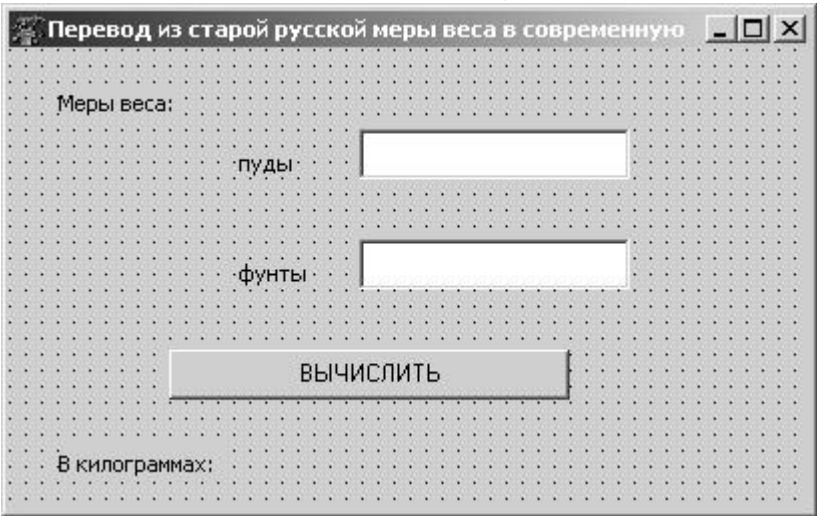 Перевод из старой русской меры веса в современную
Меры веса:
пуды
фунты
ВЫЧИСЛИТЬ
В килограммах: